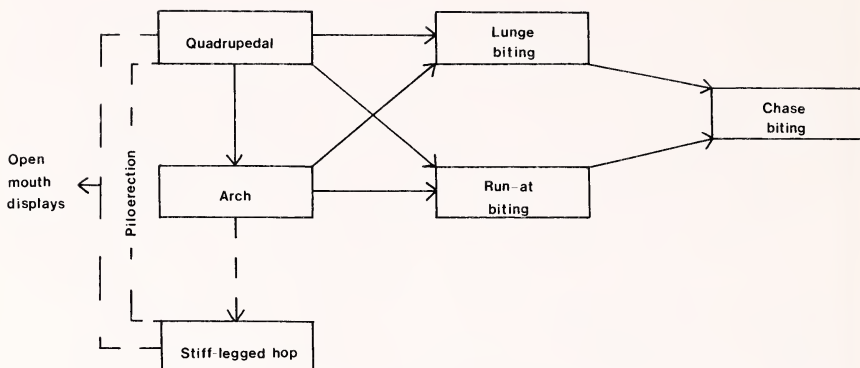 Quadrupedal
Lunge
biting
Chase
biting
Open
mouth
displays
Piloerection
Arch
Run-at
biting
Stiff-legged hop